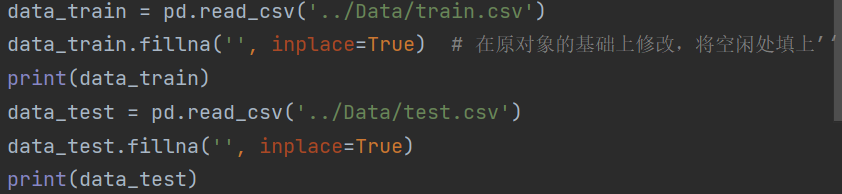 data_train = pd.read_csv('../Data/train.csv')
data_train.fillna('', inplace=True)  # 在原对象的基础上修改，将空闲处填上’‘
print(data_train)
data_test = pd.read_csv('../Data/test.csv')
data_test.fillna('', inplace=True)
print(data_test)